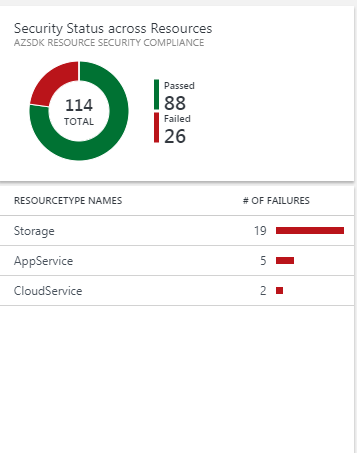 Security Status across Resources
AZSDK RESOURCE SECURITY COMPLIANCE
114
TOTAL
Passed
88
Failed
26
RESOURCETYPE NAMES # OF FAILURES
Storage 19
AppService 5
CloudService 2